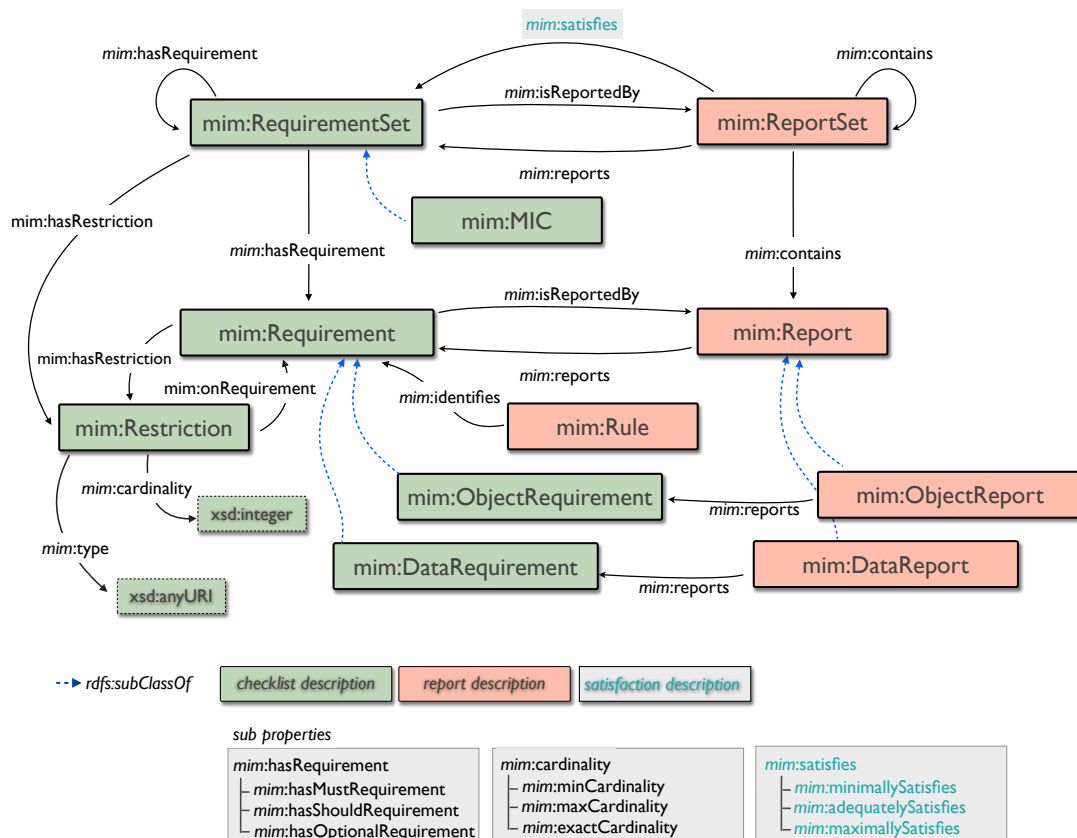 mim:satisfies
mim:hasRequirement
mim:contains
mim:isReportedBy
mim:RequirementSet
mim:ReportSet
mim:reports
mim:MIC
mim:hasRestriction
mim:hasRequirement
mim:contains
mim:isReportedBy
mim:Requirement
mim:Report
mim:hasRestriction
mim:reports
mim:onRequirement
mim:identifies
mim:Restriction
mim:Rule
mim:cardinality
mim:ObjectRequirement
mim:ObjectReport
mim:reports
xsd:integer
mim:type
mim:DataRequirement
mim:DataReport
mim:reports
xsd:anyURI
rdfs:subClassOf
checklist description
report description
satisfaction description
sub properties
mim:hasRequirement
mim:hasMustRequirement
mim:hasShouldRequirement
mim:hasOptionalRequirement
mim:cardinality
mim:minCardinality
mim:maxCardinality
mim:exactCardinality
mim:satisfies
mim:minimallySatisfies
mim:adequatelySatisfies
mim:maximallySatisfies